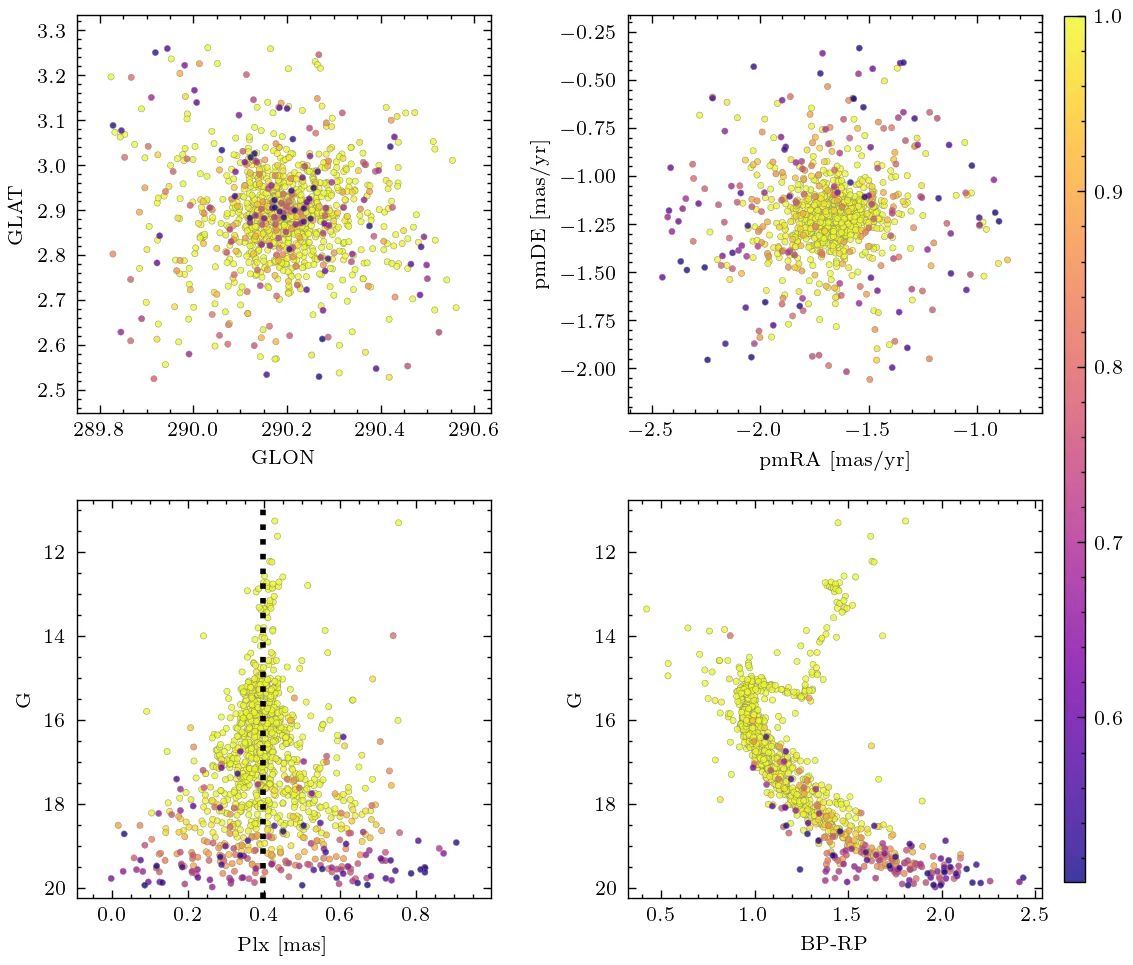 3.3
3.2
3.1
3.0
2.9
2.8
2.7
2.6
2.5
GLAT
289.8 290.0 290.2 290.4 290.6
GLON
−0.25
−0.50
−0.75
−1.00
−1.25
−1.50
−1.75
−2.00
pmDE [mas/yr]
−2.5 −2.0 −1.5 −1.0
pmRA [mas/yr]
12
14
16
18
20
G
0.0 0.2 0.4 0.6 0.8
Plx [mas]
12
14
16
18
20
G
0.5 1.0 1.5 2.0 2.5
BP-RP
1.0
0.9
0.8
0.7
0.6